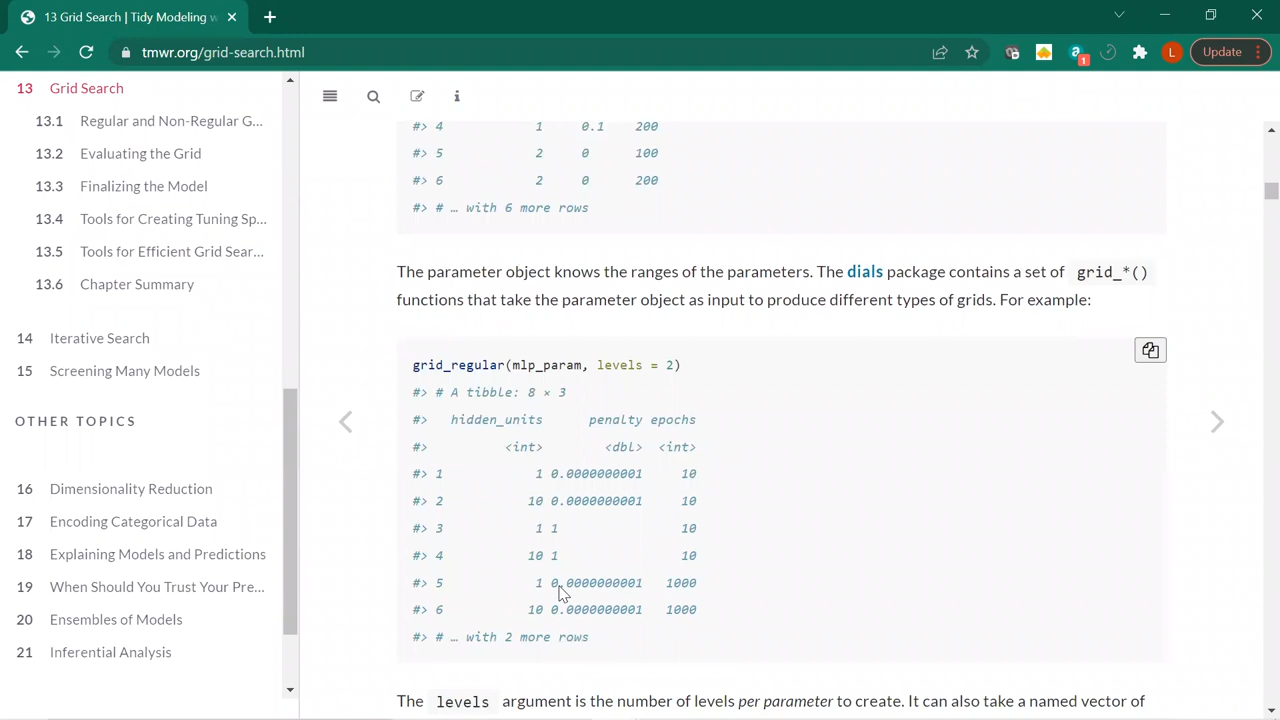 13 Grid Search | Tidy Modeling w
tmwr.org/grid-search.html
1
L
Update
13 Grid Search
13.1 Regular and Non-Regular G...
13.2 Evaluating the Grid
13.3 Finalizing the Model
13.4 Tools for Creating Tuning Sp...
13.5 Tools for Efficient Grid Sear...
13.6 Chapter Summary
14 Iterative Search
15 Screening Many Models
OTHER TOPICS
16 Dimensionality Reduction
17 Encoding Categorical Data
18 Explaining Models and Predictions
19 When Should You Trust Your Pre...
20 Ensembles of Models
21 Inferential Analysis
#> 4 1 0.1 200
#> 5 2 0 100
#> 6 2 0 200
#> # … with 6 more rows
The parameter object knows the ranges of the parameters. The dials package contains a set of grid_*()
functions that take the parameter object as input to produce different types of grids. For example:
grid_regular(mlp_param, levels = 2)
#> # A tibble: 8 × 3
#> hidden_units penalty epochs
#> <int> <dbl> <int>
#> 1 1 0.0000000001 10
#> 2 10 0.0000000001 10
#> 3 1 1 10
#> 4 10 1 10
#> 5 1 0.0000000001 1000
#> 6 10 0.0000000001 1000
#> # … with 2 more rows
The levels argument is the number of levels per parameter to create. It can also take a named vector of